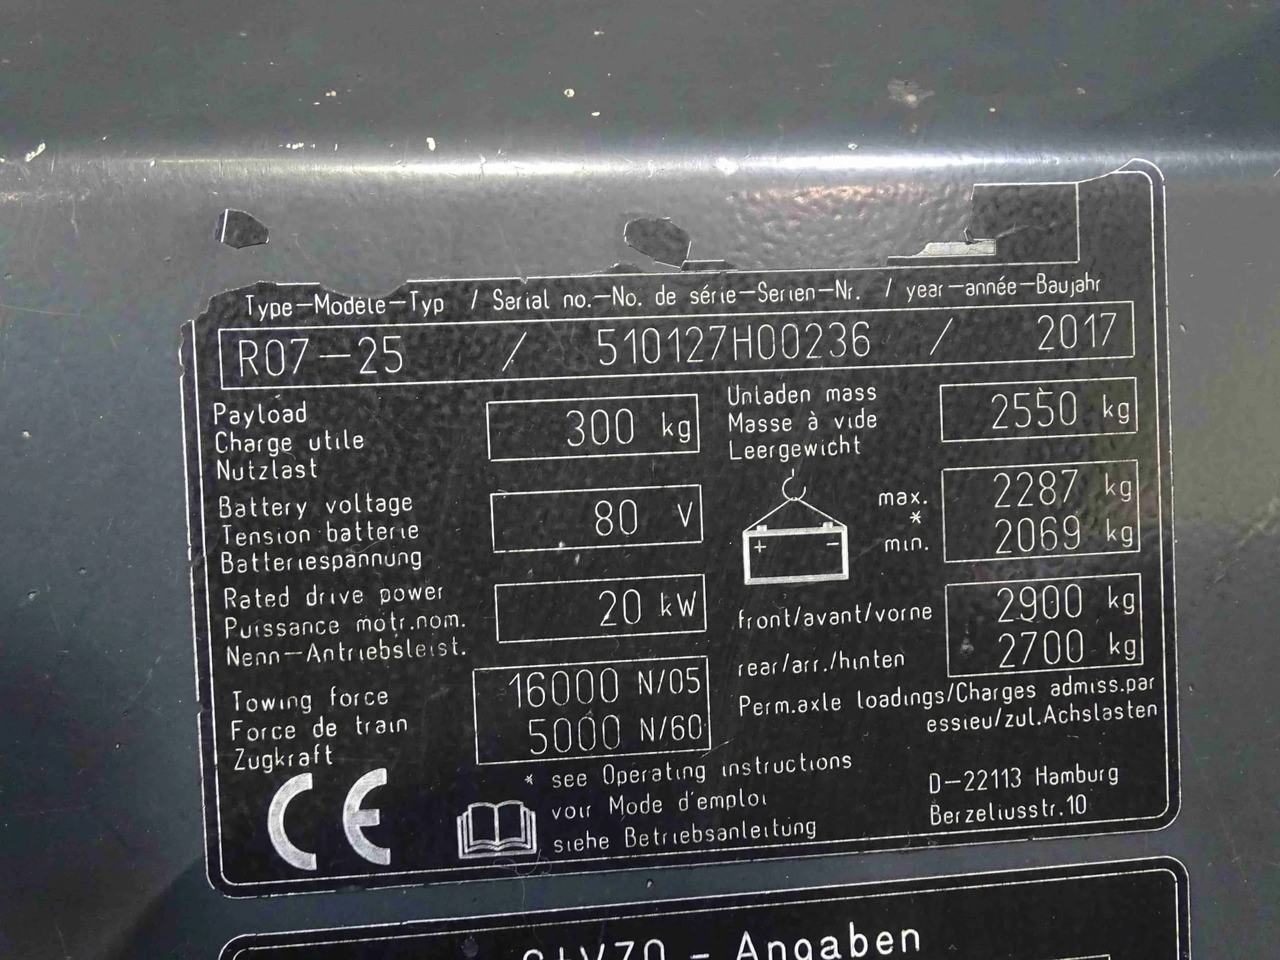 Type-Modèle-Typ / Serial no.-No. de série-Serien-Nr. / year-année-Baujahr
R07-25 / 510127H00236 / 2017
Payload
Charge utile
Nutzlast
300 kg
Unladen mass
Masse à vide
Leergewicht
2550 kg
Battery voltage
Tension batterie
Batteriespannung
80 V
+ -
max. 2287 kg
*
min. 2069 kg
Rated drive power
Puissance motr.nom.
Nenn-Antriebsleist.
20 kW
front/avant/vorne 2900 kg
rear/arr./hinten 2700 kg
Perm.axle loadings/Charges admiss.par
essieu/zul.Achslasten
Towing force
Force de train
Zugkraft
16000 N/05
5000 N/60
CE
* see Operating instructions
voir Mode d'emploi
siehe Betriebsanleitung
D-22113 Hamburg
Berzeliusstr.10
StVZO - Angaben